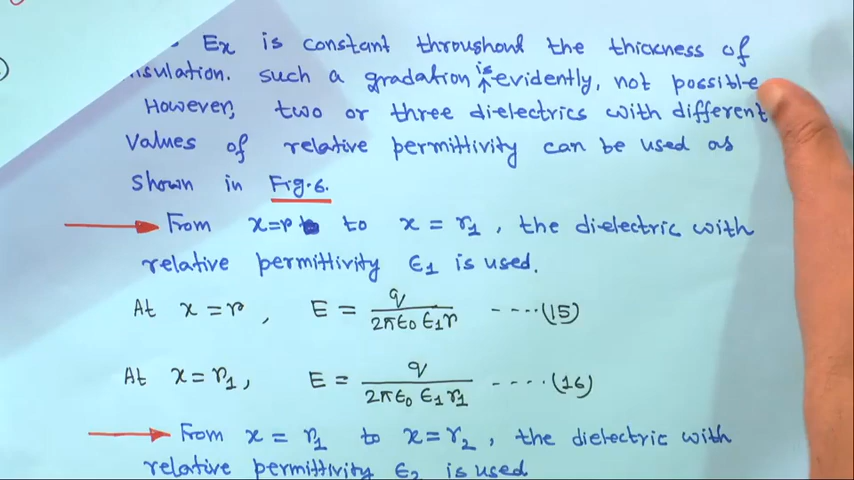 Ex is constant throughout the thickness of
insulation. Such a gradation is evidently, not possible
However, two or three dielectrics with different
Values of relative permittivity can be used as
Shown in Fig.6.
From x=r to x = r₁, the dielectric with
relative permittivity ε₁ is used.
At x = r, E = q / 2πε₀ ε₁r ----(15)
At x = r₁, E = q / 2πε₀ ε₁ r₁ ----(16)
From x = r₁ to x = r₂, the dielectric with
relative permittivity ε₂ is used